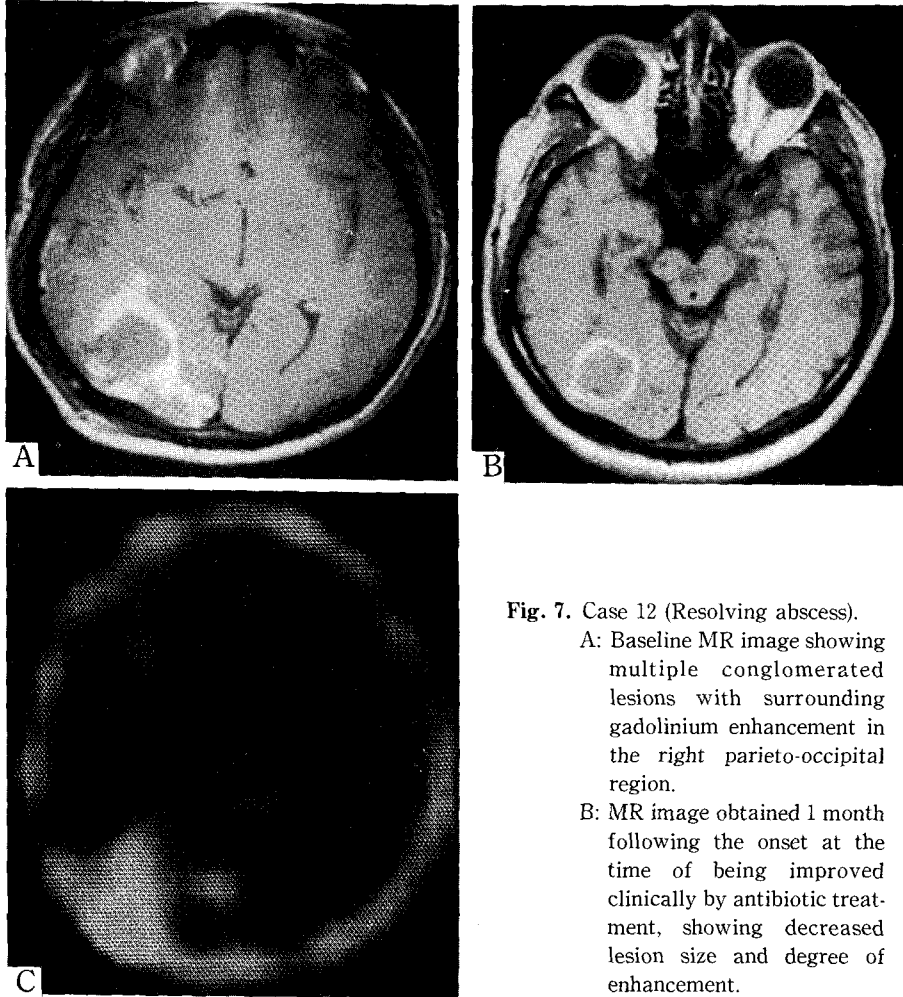 A
B
C
Fig. 7. Case 12 (Resolving abscess).
A: Baseline MR image showing
multiple conglomerated
lesions with surrounding
gadolinium enhancement in
the right parieto-occipital
region.
B: MR image obtained 1 month
following the onset at the
time of being improved
clinically by antibiotic treat-
ment, showing decreased
lesion size and degree of
enhancement.